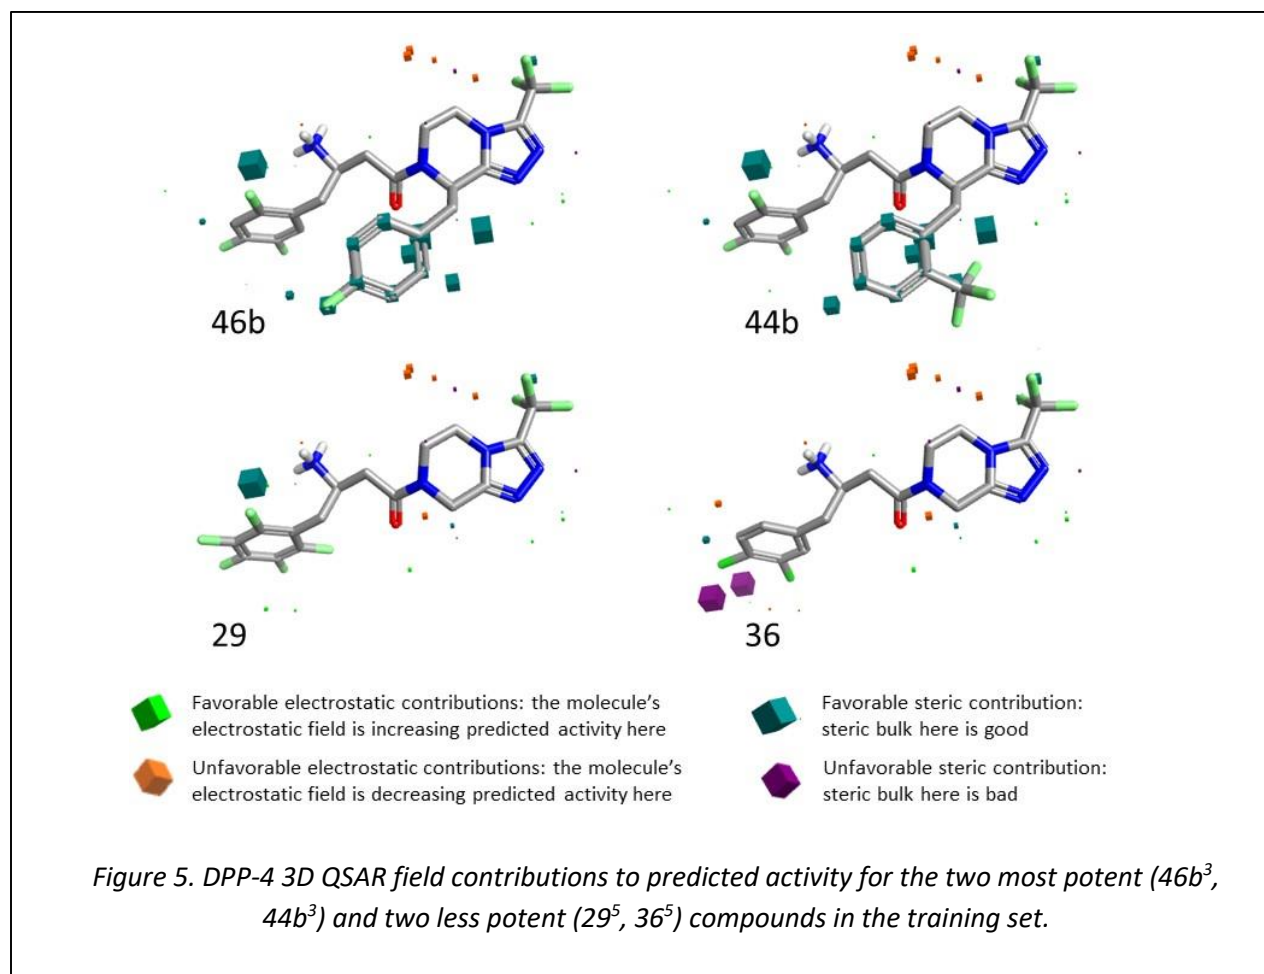 46b
44b
29
36
Favorable electrostatic contributions: the molecule's
electrostatic field is increasing predicted activity here
Favorable steric contribution:
steric bulk here is good
Unfavorable electrostatic contributions: the molecule's
electrostatic field is decreasing predicted activity here
Unfavorable steric contribution:
steric bulk here is bad
Figure 5. DPP-4 3D QSAR field contributions to predicted activity for the two most potent (46b³,
44b³) and two less potent (29⁵, 36⁵) compounds in the training set.